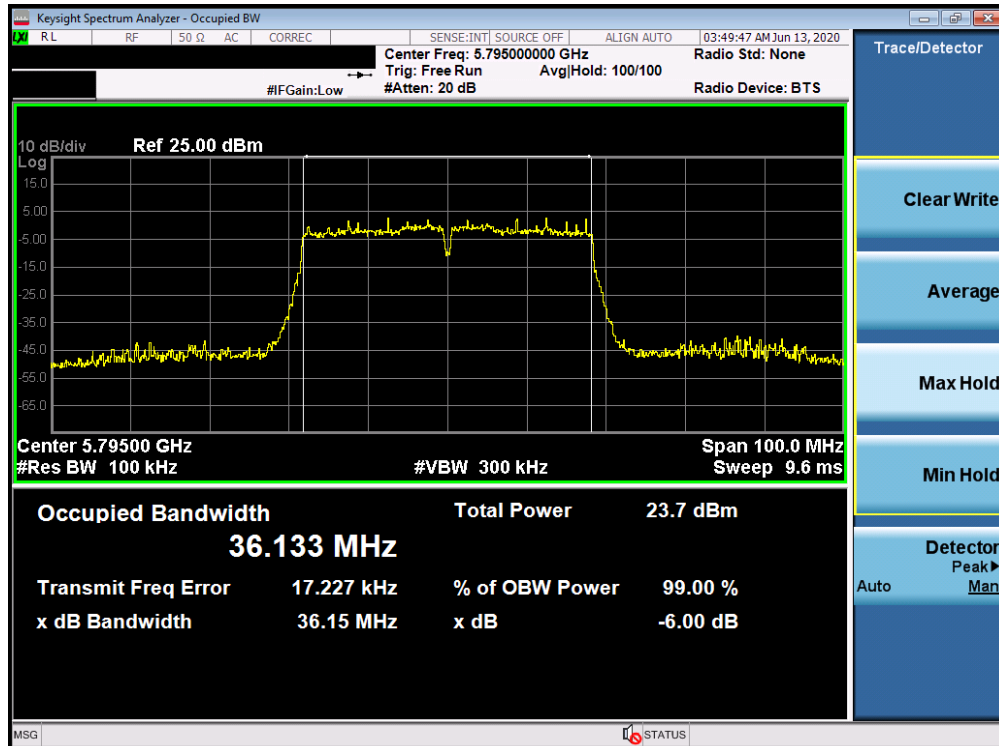 Keysight Spectrum Analyzer - Occupied BW
LXI RL RF 50 Ω AC CORREC SENSE:INT SOURCE OFF ALIGN AUTO 03:49:47 AM Jun 13, 2020
Center Freq: 5.795000000 GHz Radio Std: None
Trig: Free Run Avg|Hold: 100/100
#IFGain:Low #Atten: 20 dB Radio Device: BTS
10 dB/div Ref 25.00 dBm
Log
15.0
5.00
-5.00
-15.0
-25.0
-35.0
-45.0
-55.0
-65.0
Center 5.79500 GHz Span 100.0 MHz
#Res BW 100 kHz #VBW 300 kHz Sweep 9.6 ms
Occupied Bandwidth Total Power 23.7 dBm
36.133 MHz
Transmit Freq Error 17.227 kHz % of OBW Power 99.00 %
x dB Bandwidth 36.15 MHz x dB -6.00 dB
MSG STATUS
Trace/Detector
Clear Write
Average
Max Hold
Min Hold
Detector
Peak
Auto Man